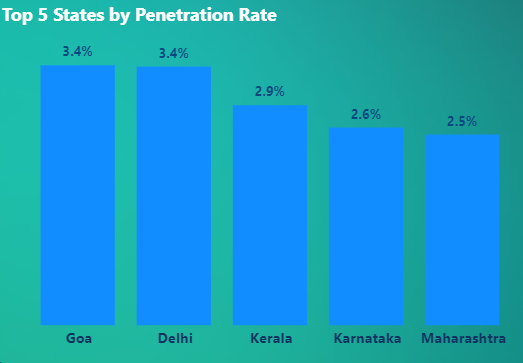 Top 5 States by Penetration Rate
3.4% 3.4% 2.9% 2.6% 2.5%
Goa Delhi Kerala Karnataka Maharashtra